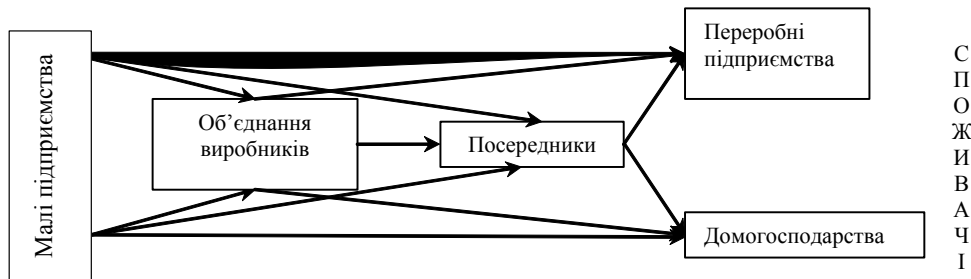 Малі підприємства
Об’єднання
виробників
Посередники
Переробні
підприємства
Домогосподарства
С
П
О
Ж
И
В
А
Ч
І